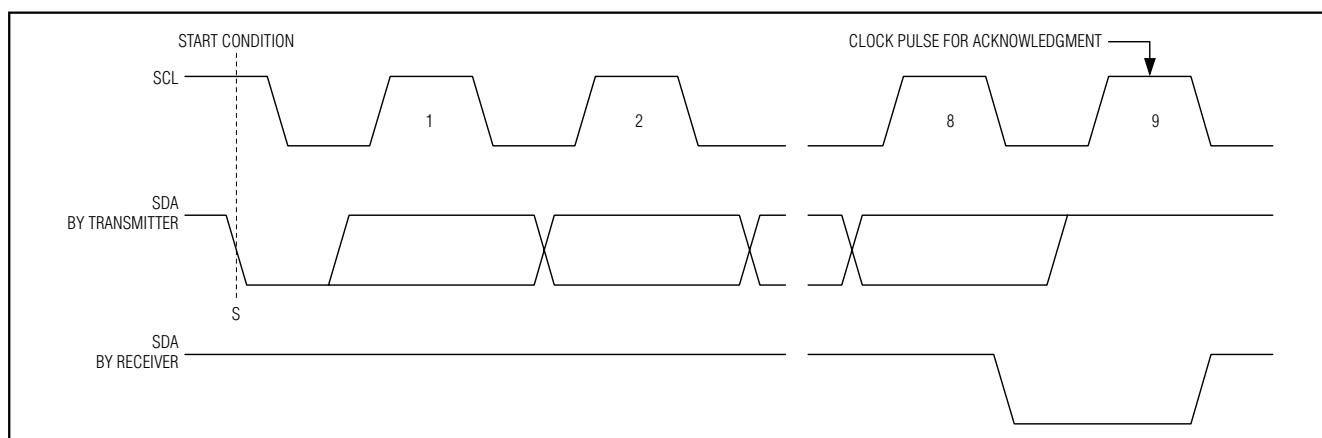 START CONDITION
CLOCK PULSE FOR ACKNOWLEDGMENT
SCL
1
2
8
9
SDA
BY TRANSMITTER
S
SDA
BY RECEIVER